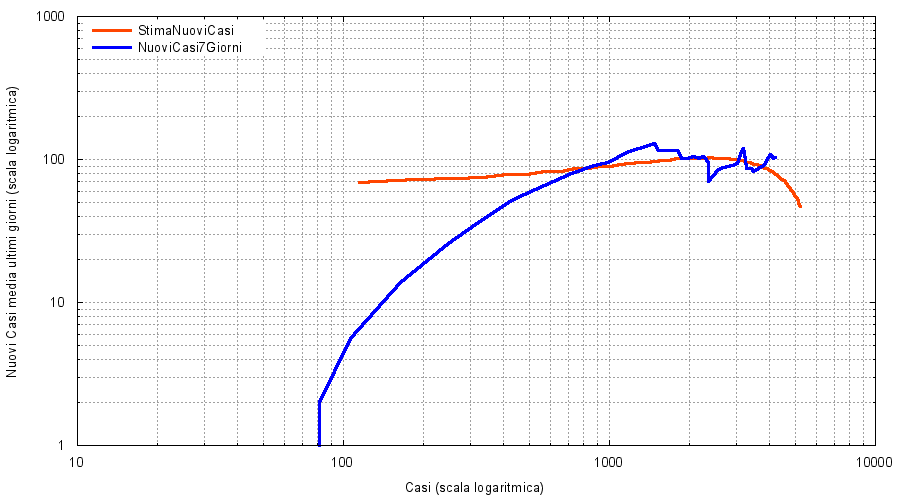 1000
StimaNuoviCasi
NuoviCasi7Giorni
100
10
1
10
100
1000
10000
Nuovi Casi media ultimi giorni (scala logaritmica)
Casi (scala logaritmica)